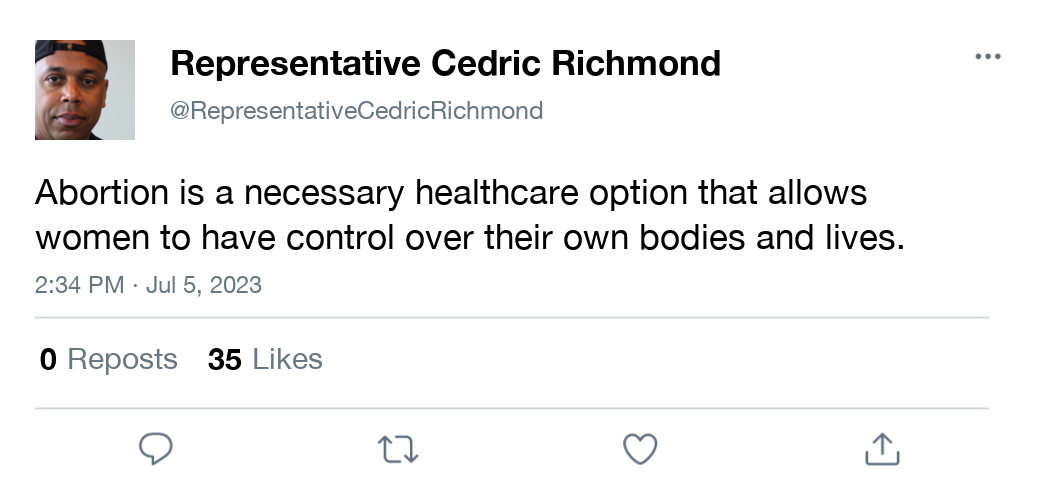 Representative Cedric Richmond
@RepresentativeCedricRichmond
Abortion is a necessary healthcare option that allows
women to have control over their own bodies and lives.
2:34 PM · Jul 5, 2023
0 Reposts 35 Likes